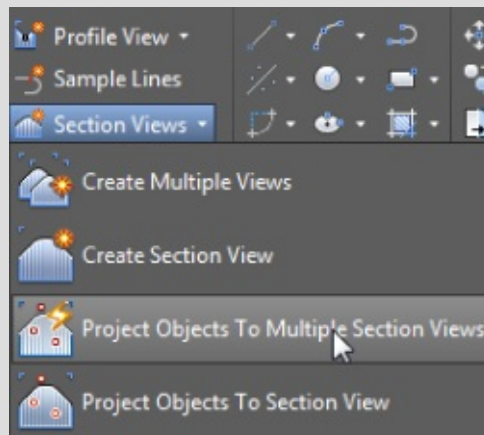 Profile View
Sample Lines
Section Views
Create Multiple Views
Create Section View
Project Objects To Multiple Section Views
Project Objects To Section View